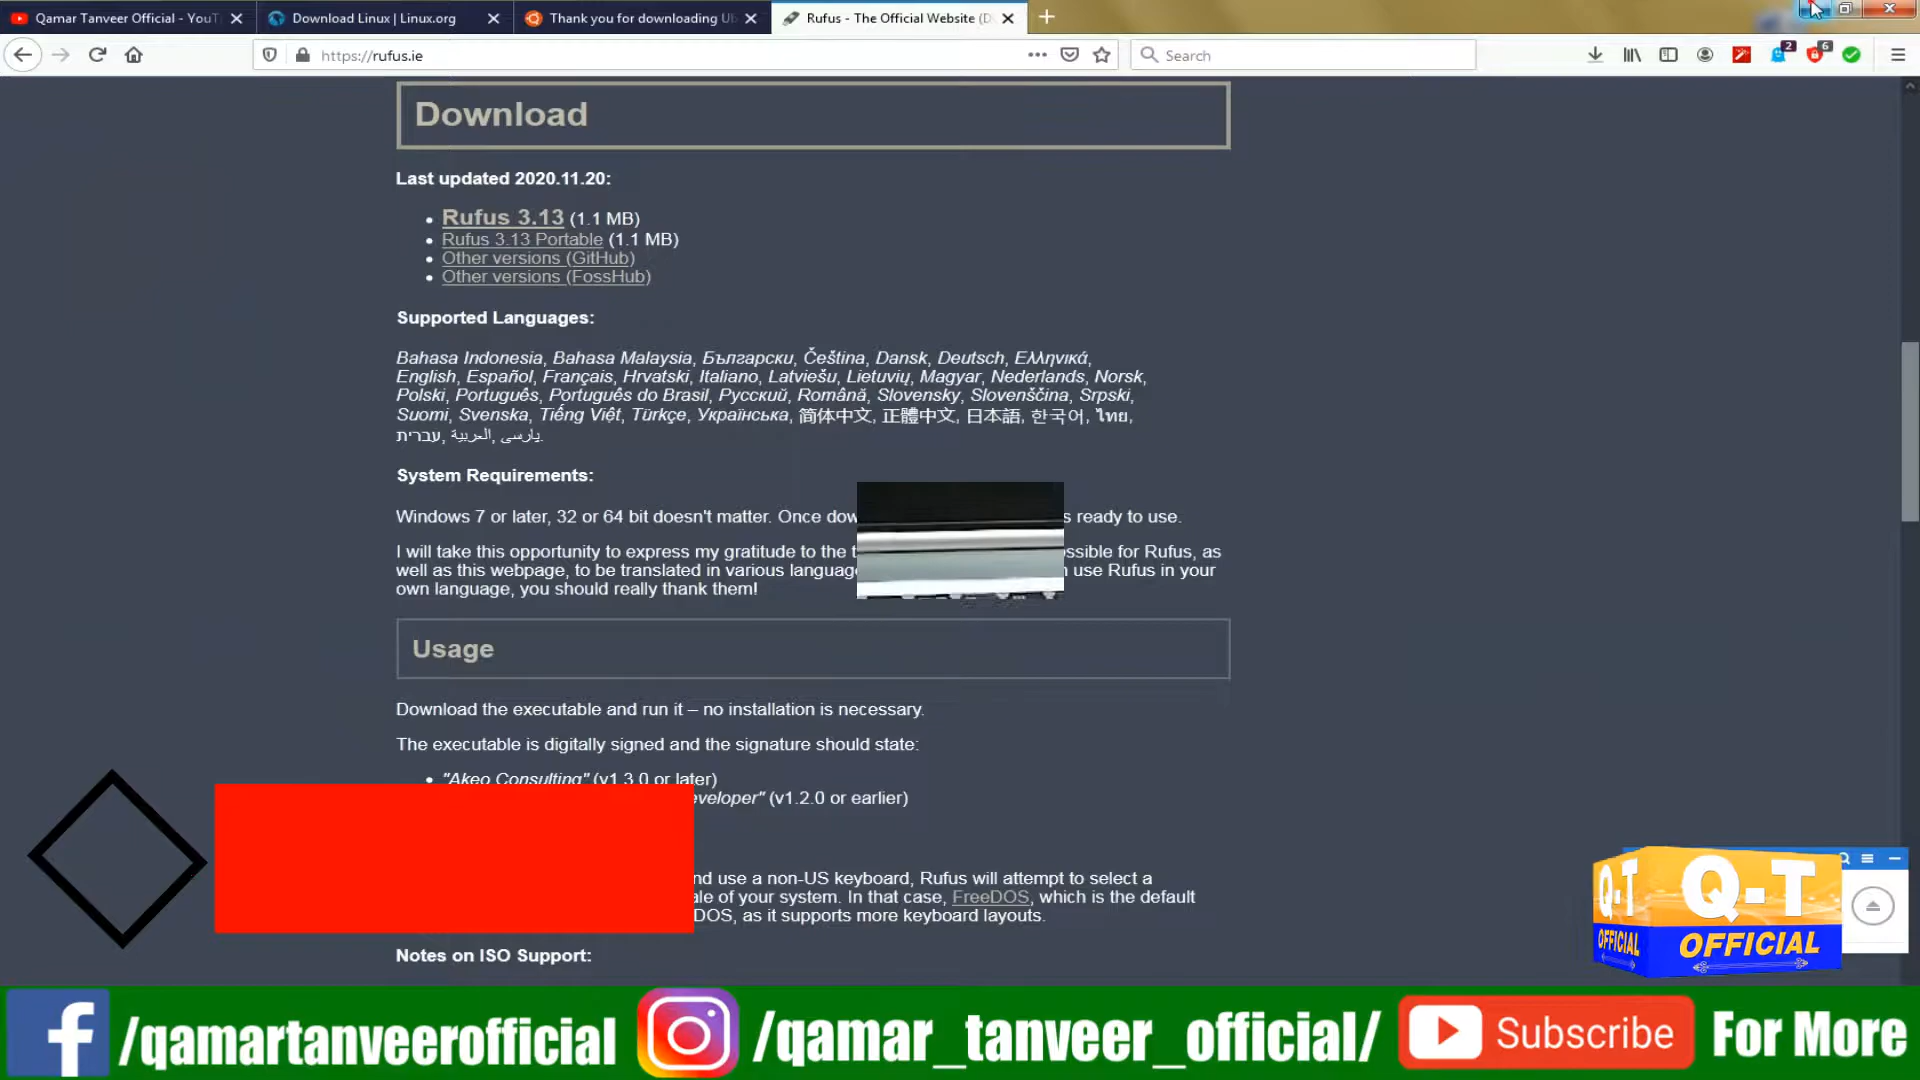 Qamar Tanveer Official - YouT
Download Linux | Linux.org
Thank you for downloading Ub
Rufus - The Official Website (D
https://rufus.ie
Search
2
6
Download
Last updated 2020.11.20:
Rufus 3.13 (1.1 MB)
Rufus 3.13 Portable (1.1 MB)
Other versions (GitHub)
Other versions (FossHub)
Supported Languages:
Bahasa Indonesia, Bahasa Malaysia, Български, Čeština, Dansk, Deutsch, Ελληνικά,
English, Español, Français, Hrvatski, Italiano, Latviešu, Lietuvių, Magyar, Nederlands, Norsk,
Polski, Português, Português do Brasil, Русский, Română, Slovensky, Slovenščina, Srpski,
Suomi, Svenska, Tiếng Việt, Türkçe, Українська, 简体中文, 正體中文, 日本語, 한국어, ไทย,
עברית, العربية, پارسی.
System Requirements:
Windows 7 or later, 32 or 64 bit doesn't matter. Once dow s ready to use.
I will take this opportunity to express my gratitude to the t ssible for Rufus, as
well as this webpage, to be translated in various language use Rufus in your
own language, you should really thank them!
Usage
Download the executable and run it – no installation is necessary.
The executable is digitally signed and the signature should state:
"Akeo Consulting" (v1.3.0 or later)
eveloper" (v1.2.0 or earlier)
nd use a non-US keyboard, Rufus will attempt to select a
ale of your system. In that case, FreeDOS, which is the default
DOS, as it supports more keyboard layouts.
Notes on ISO Support:
Q-T
OFFICIAL
Q-T
OFFICIAL
/qamartanveerofficial
/qamar_tanveer_official/
Subscribe
For More